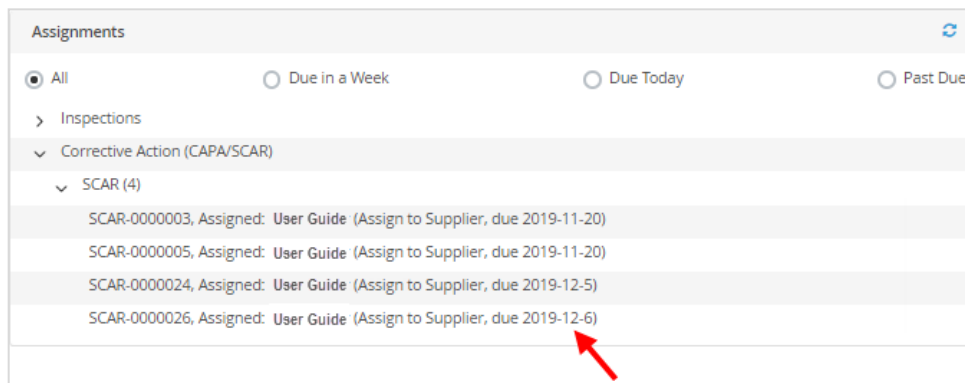 Assignments
All Due in a Week Due Today Past Due
Inspections
Corrective Action (CAPA/SCAR)
SCAR (4)
SCAR-0000003, Assigned: User Guide (Assign to Supplier, due 2019-11-20)
SCAR-0000005, Assigned: User Guide (Assign to Supplier, due 2019-11-20)
SCAR-0000024, Assigned: User Guide (Assign to Supplier, due 2019-12-5)
SCAR-0000026, Assigned: User Guide (Assign to Supplier, due 2019-12-6)